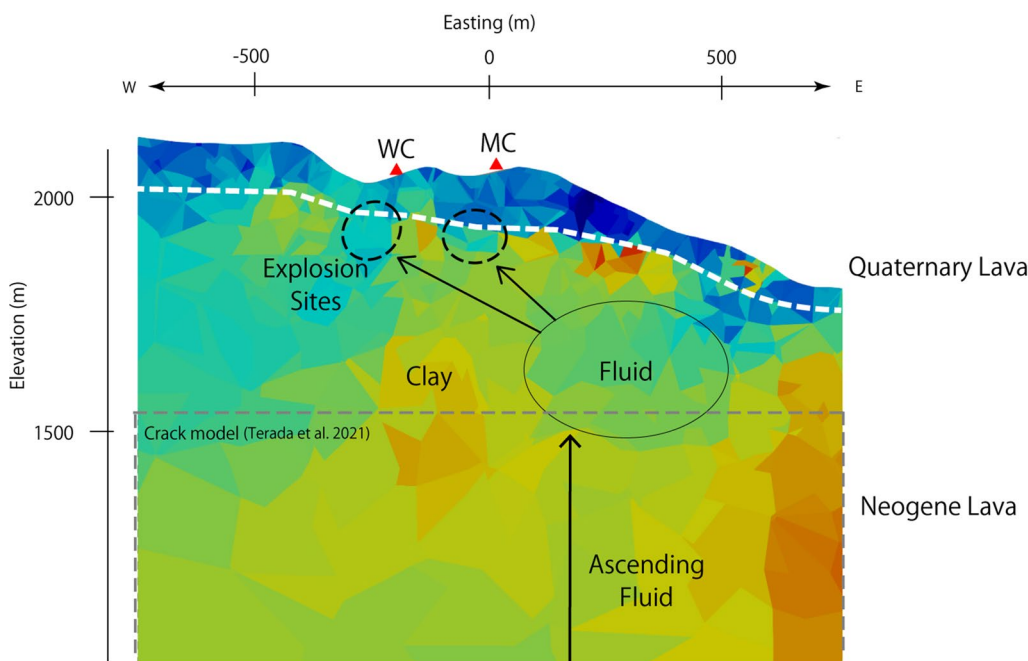 Easting (m)
-500 0 500
W E
WC MC
2000
Explosion
Sites
Quaternary Lava
Elevation (m)
Clay
Fluid
1500
Crack model (Terada et al. 2021)
Neogene Lava
Ascending
Fluid